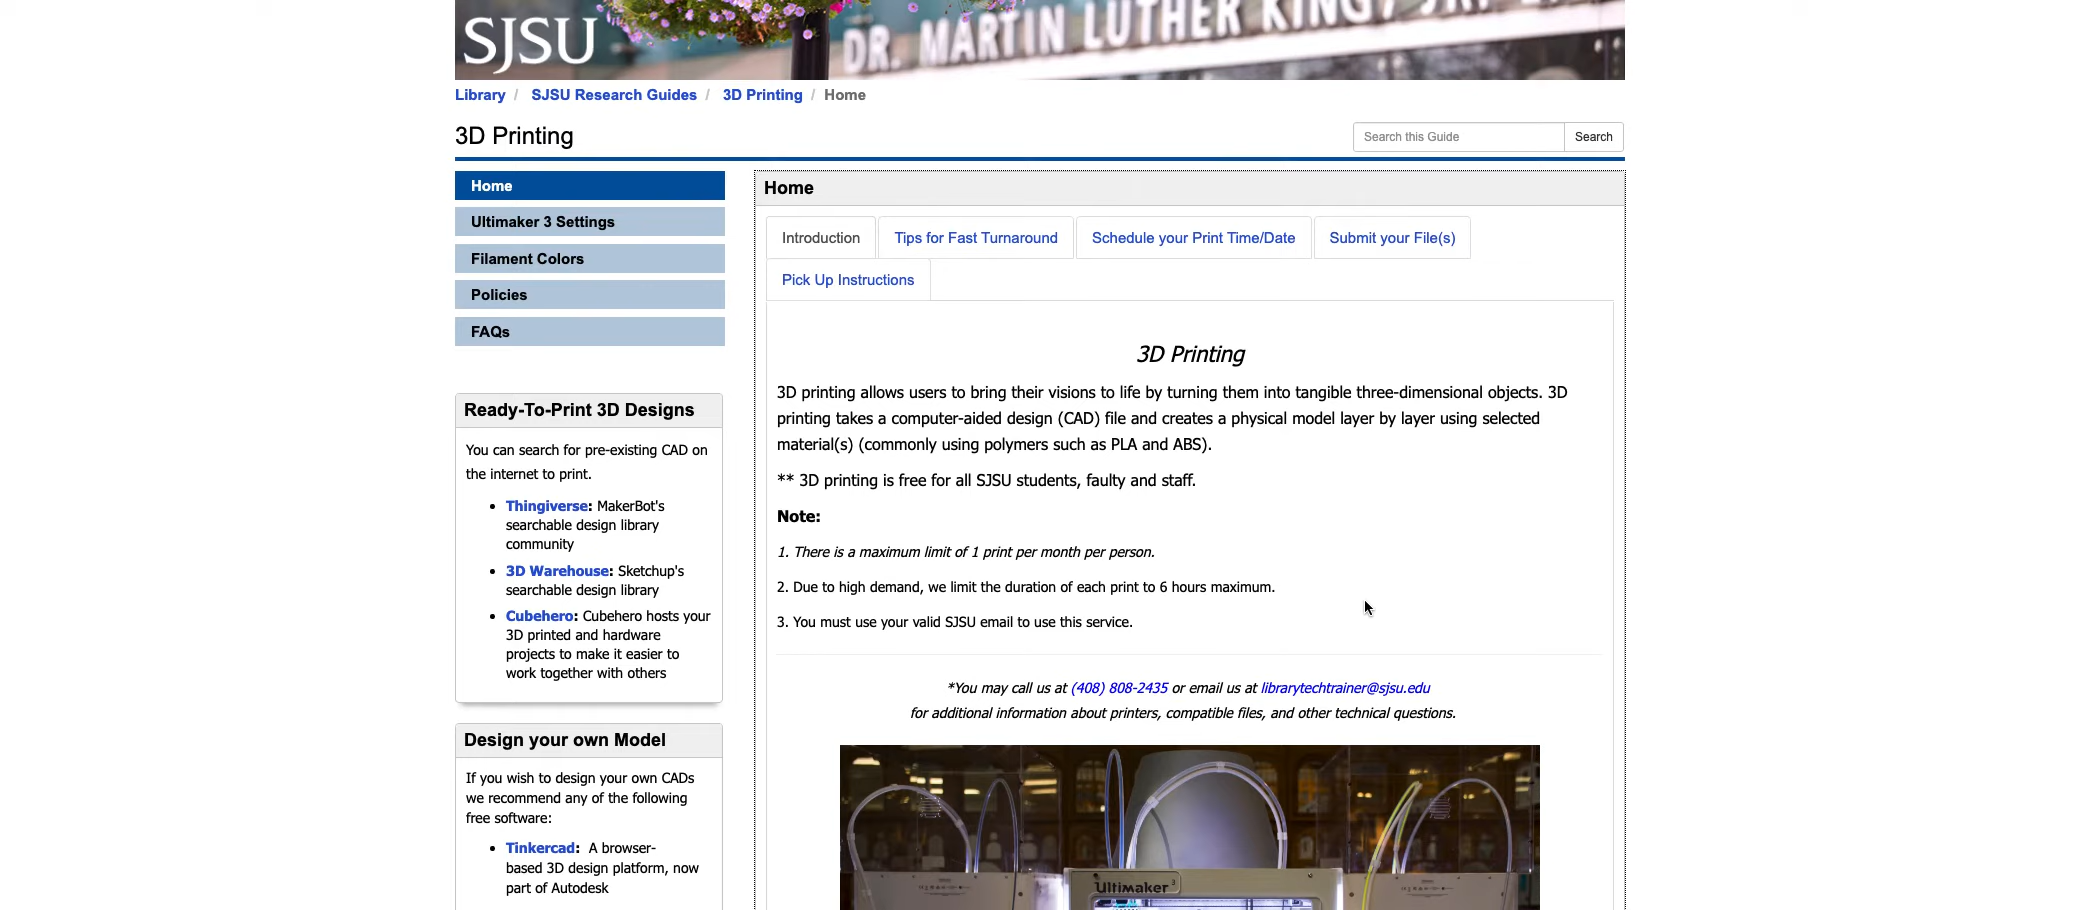 SJSU
DR. MARTIN LUTHER KING, JR.
Library / SJSU Research Guides / 3D Printing / Home
3D Printing
Search this Guide
Search
Home
Ultimaker 3 Settings
Filament Colors
Policies
FAQs
Ready-To-Print 3D Designs
You can search for pre-existing CAD on
the internet to print.
• Thingiverse: MakerBot's
searchable design library
community
• 3D Warehouse: Sketchup's
searchable design library
• Cubehero: Cubehero hosts your
3D printed and hardware
projects to make it easier to
work together with others
Design your own Model
If you wish to design your own CADs
we recommend any of the following
free software:
• Tinkercad: A browser-
based 3D design platform, now
part of Autodesk
Home
Introduction
Tips for Fast Turnaround
Schedule your Print Time/Date
Submit your File(s)
Pick Up Instructions
3D Printing
3D printing allows users to bring their visions to life by turning them into tangible three-dimensional objects. 3D
printing takes a computer-aided design (CAD) file and creates a physical model layer by layer using selected
material(s) (commonly using polymers such as PLA and ABS).
** 3D printing is free for all SJSU students, faulty and staff.
Note:
1. There is a maximum limit of 1 print per month per person.
2. Due to high demand, we limit the duration of each print to 6 hours maximum.
3. You must use your valid SJSU email to use this service.
*You may call us at (408) 808-2435 or email us at librarytechtrainer@sjsu.edu
for additional information about printers, compatible files, and other technical questions.
Ultimaker 3